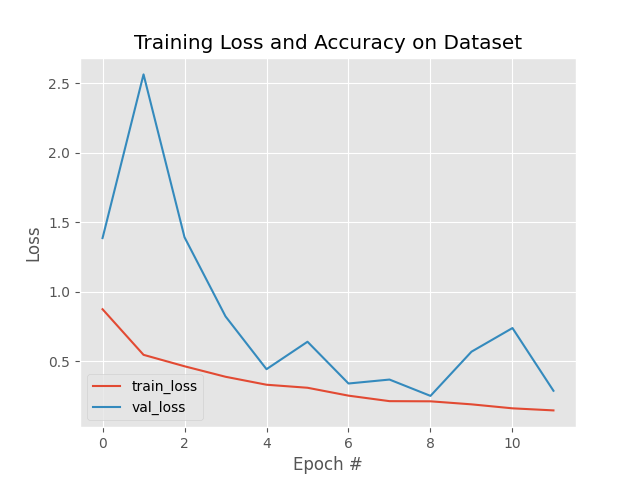 Training Loss and Accuracy on Dataset
2.5
2.0
1.5
1.0
0.5
Loss
train_loss
val_loss
0 2 4 6 8 10
Epoch #